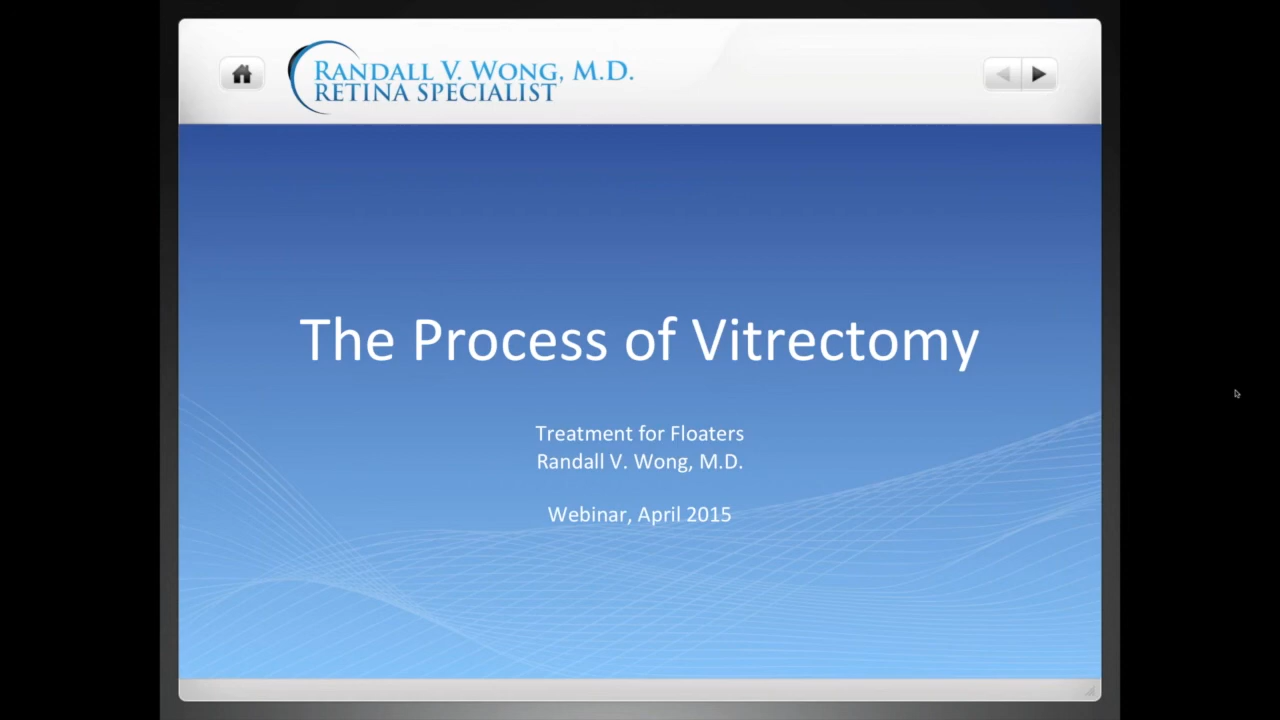 RANDALL V. WONG, M.D.
RETINA SPECIALIST
The Process of Vitrectomy
Treatment for Floaters
Randall V. Wong, M.D.
Webinar, April 2015